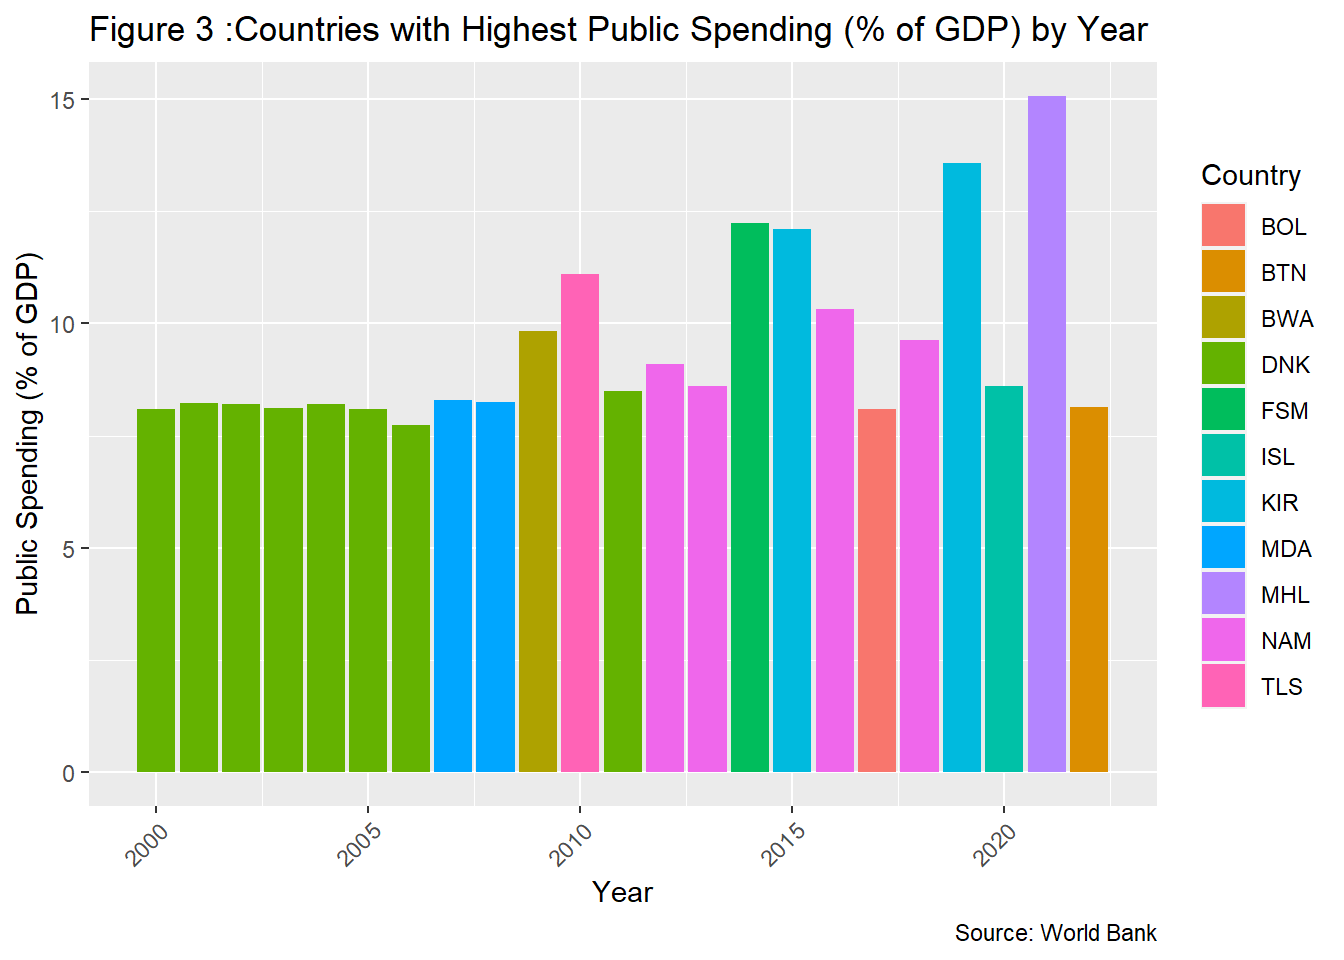 Figure 3 :Countries with Highest Public Spending (% of GDP) by Year
Public Spending (% of GDP)
15
10
5
0
2000
2005
2010
2015
2020
Year
Country
BOL
BTN
BWA
DNK
FSM
ISL
KIR
MDA
MHL
NAM
TLS
Source: World Bank